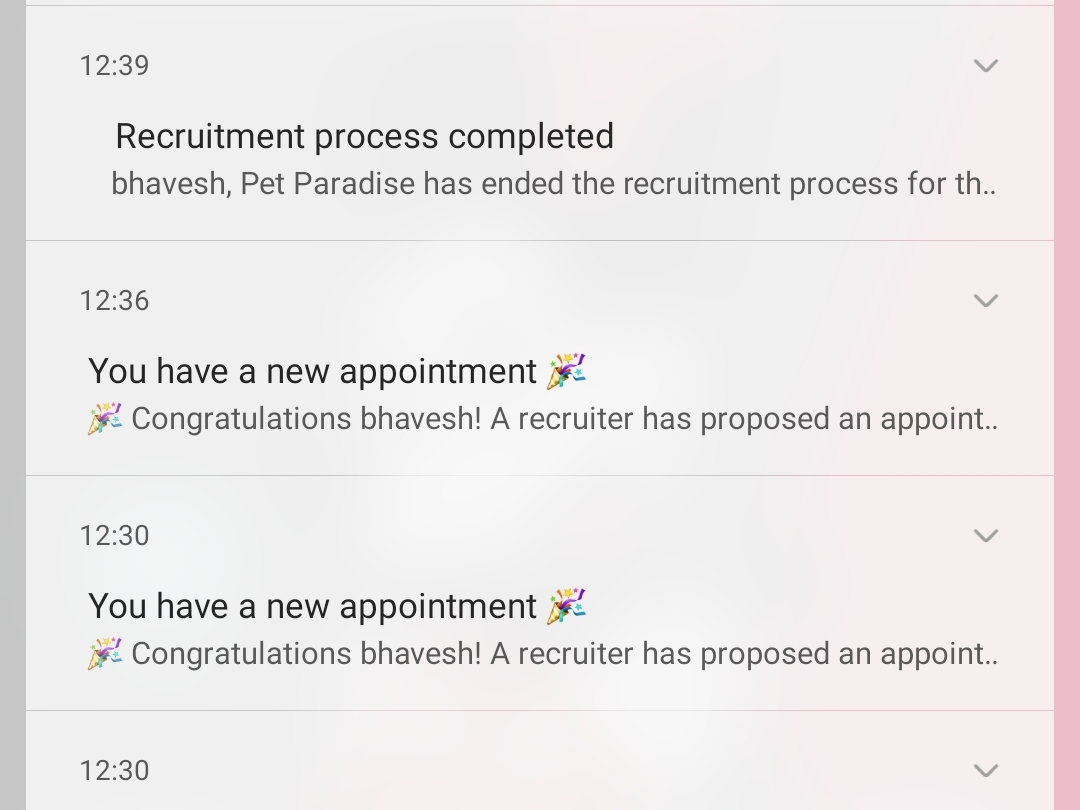 12:39
Recruitment process completed
bhavesh, Pet Paradise has ended the recruitment process for th..
12:36
You have a new appointment 🎉
🎉 Congratulations bhavesh! A recruiter has proposed an appoint..
12:30
You have a new appointment 🎉
🎉 Congratulations bhavesh! A recruiter has proposed an appoint..
12:30